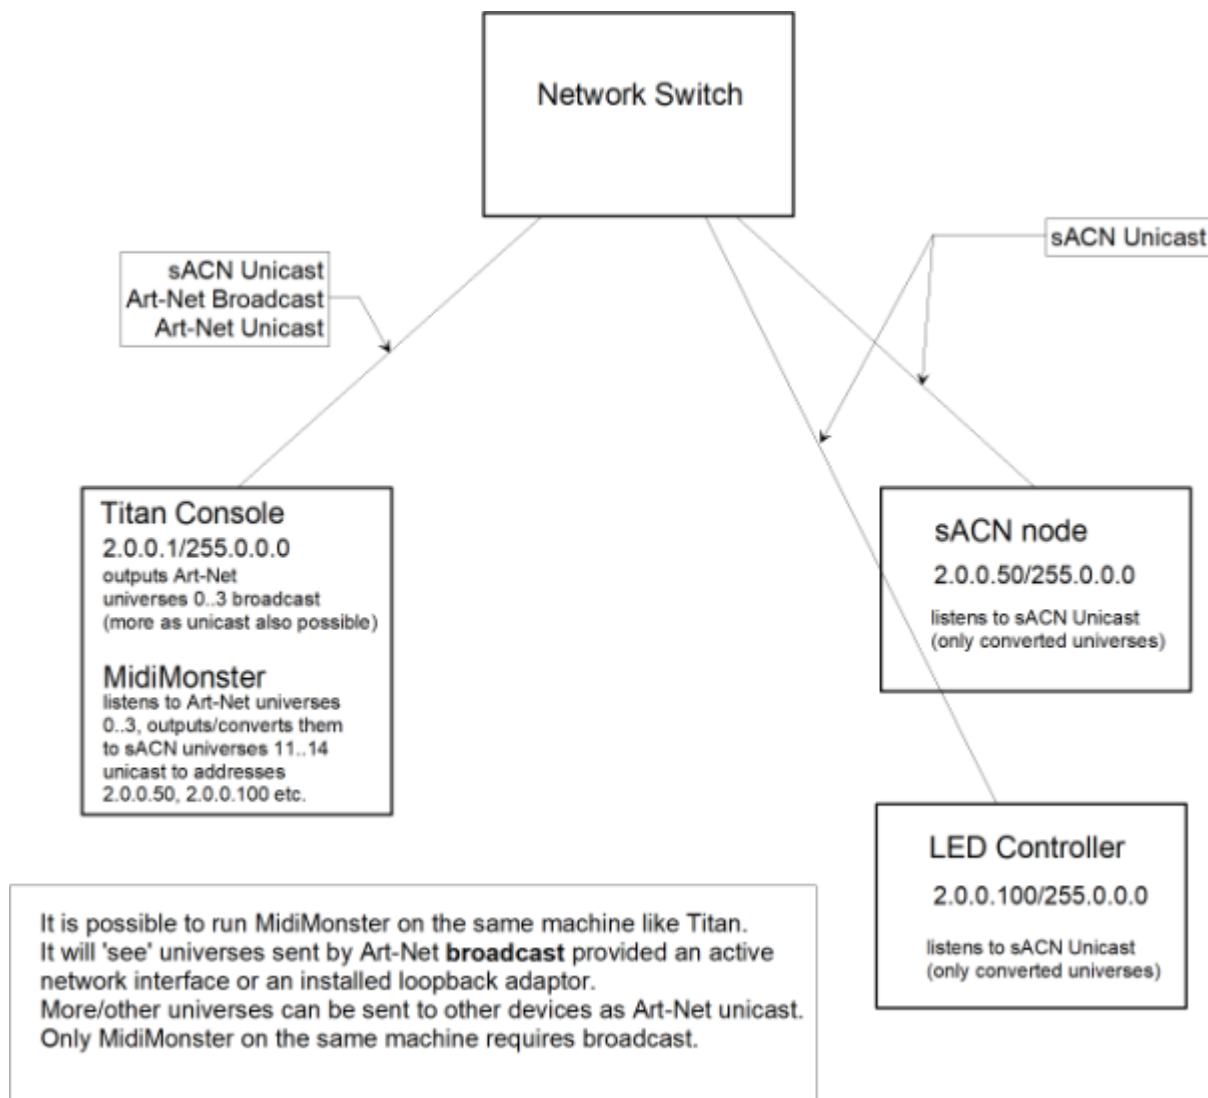 Network Switch
sACN Unicast
Art-Net Broadcast
Art-Net Unicast
sACN Unicast
Titan Console
2.0.0.1/255.0.0.0
outputs Art-Net
universes 0..3 broadcast
(more as unicast also possible)
MidiMonster
listens to Art-Net universes
0..3, outputs/converts them
to sACN universes 11..14
unicast to addresses
2.0.0.50, 2.0.0.100 etc.
sACN node
2.0.0.50/255.0.0.0
listens to sACN Unicast
(only converted universes)
LED Controller
2.0.0.100/255.0.0.0
listens to sACN Unicast
(only converted universes)
It is possible to run MidiMonster on the same machine like Titan.
It will 'see' universes sent by Art-Net broadcast provided an active
network interface or an installed loopback adaptor.
More/other universes can be sent to other devices as Art-Net unicast.
Only MidiMonster on the same machine requires broadcast.